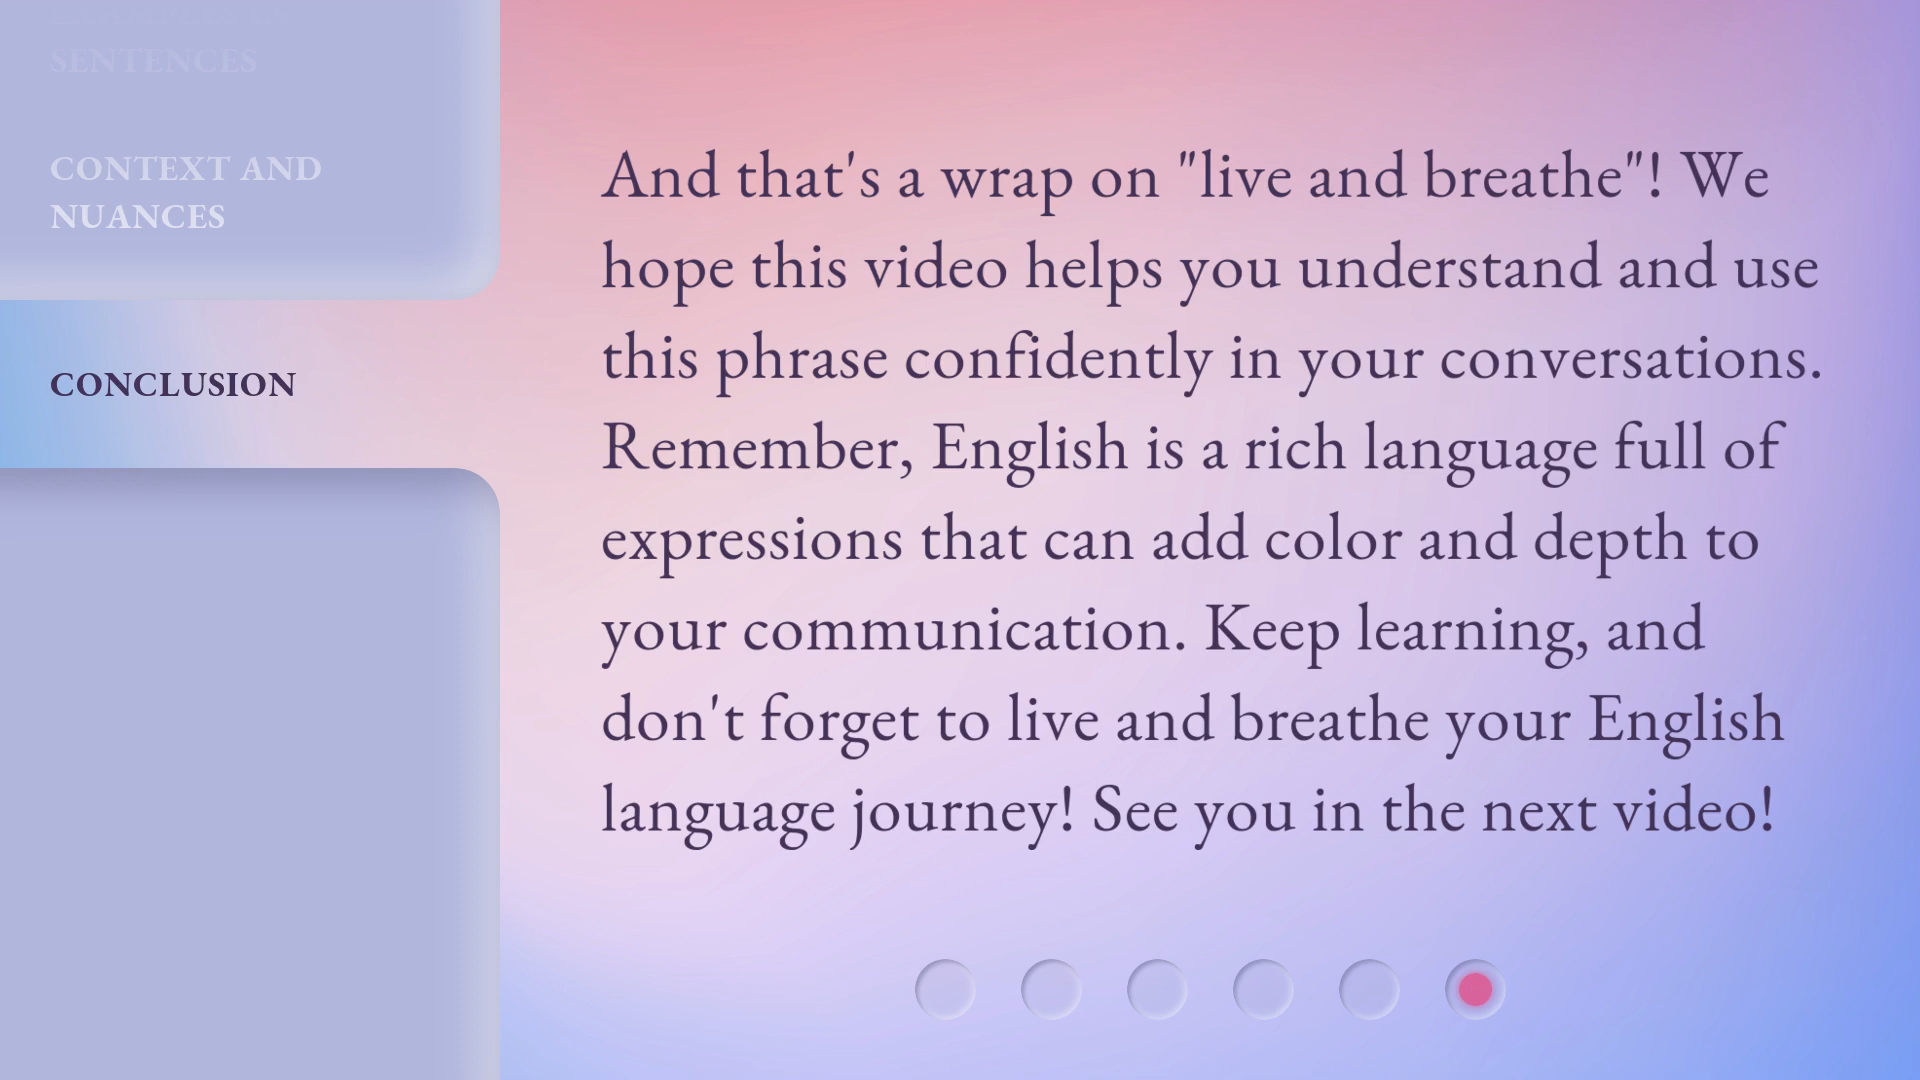 SENTENCES
CONTEXT AND
NUANCES
CONCLUSION
And that's a wrap on "live and breathe"! We
hope this video helps you understand and use
this phrase confidently in your conversations.
Remember, English is a rich language full of
expressions that can add color and depth to
your communication. Keep learning, and
don't forget to live and breathe your English
language journey! See you in the next video!